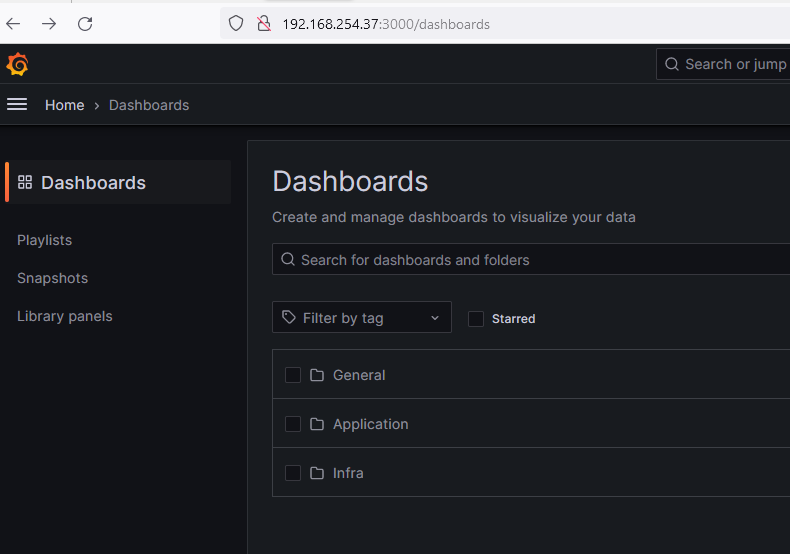 192.168.254.37:3000/dashboards
Search or jump
Home › Dashboards
Dashboards
Playlists
Snapshots
Library panels
Dashboards
Create and manage dashboards to visualize your data
Search for dashboards and folders
Filter by tag
Starred
General
Application
Infra